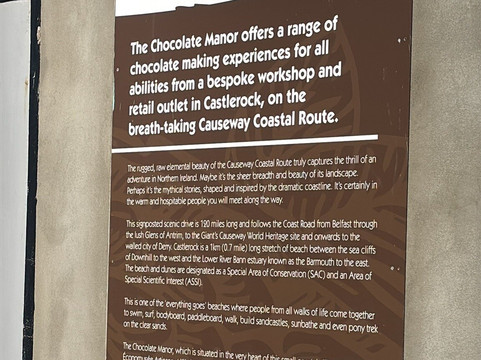 The Chocolate Manor offers a range of
chocolate making experiences for all
abilities from a bespoke workshop and
retail outlet in Castlerock, on the
breath-taking Causeway Coastal Route.
The rugged, raw elemental beauty of the Causeway Coastal Route truly captures the thrill of an
adventure in Northern Ireland. Maybe it's the sheer breadth and beauty of its landscape.
Perhaps it's the mythical stories, shaped and inspired by the dramatic coastline. It's certainly in
the warm and hospitable people you will meet along the way.
This signposted scenic drive is 190 miles long and follows the Coast Road from Belfast through
the lush Glens of Antrim, to the Giant's Causeway World Heritage site and onwards to the
walled city of Derry. Castlerock is a 1km (0.7 mile) long stretch of beach between the sea cliffs
of Downhill to the west and the Lower River Bann estuary known as the Barmouth to the east.
The beach and dunes are designated as a Special Area of Conservation (SAC) and an Area of
Special Scientific Interest (ASSI).
This is one of the 'everything goes' beaches where people from all walks of life come together
to swim, surf, bodyboard, paddleboard, walk, build sandcastles, sunbathe and even pony trek
on the clear sands.
The Chocolate Manor, which is situated in the very heart of this small